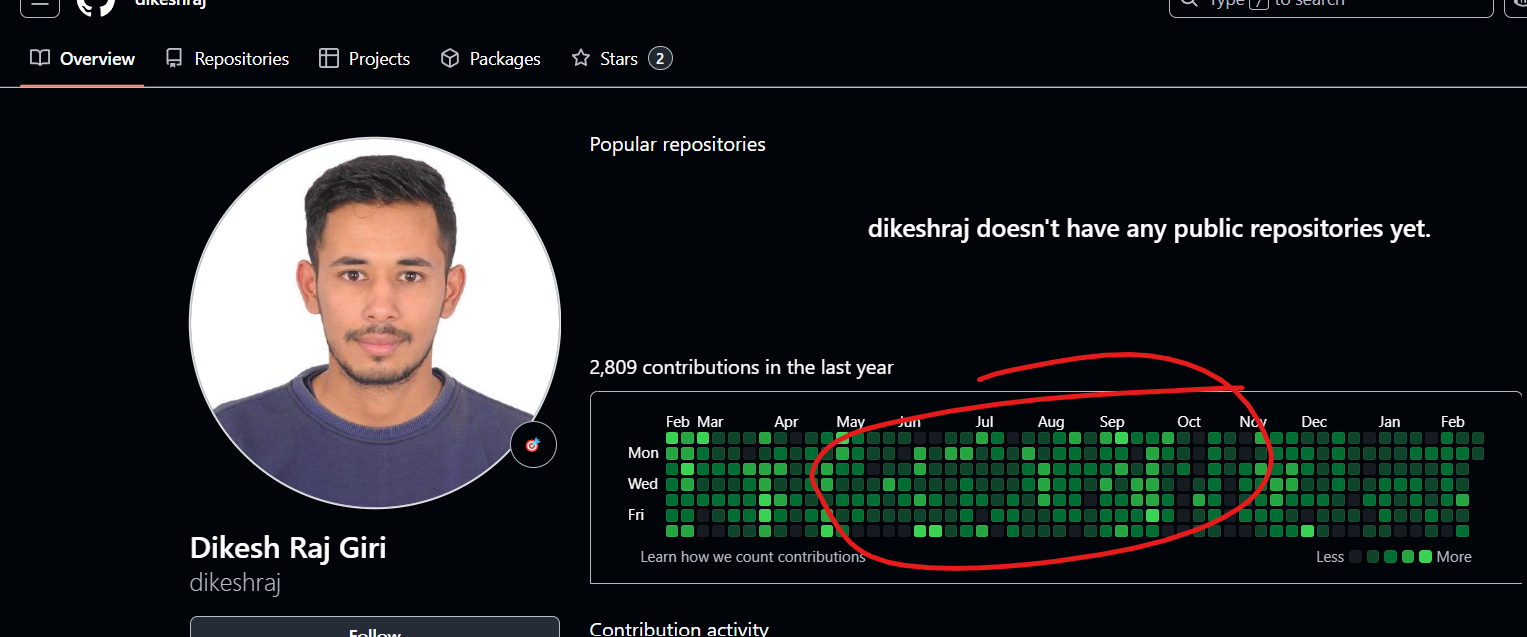 dikeshraj
Type / to search
Overview Repositories Projects Packages Stars 2
Popular repositories
dikeshraj doesn't have any public repositories yet.
2,809 contributions in the last year
Feb Mar Apr May Jun Jul Aug Sep Oct Nov Dec Jan Feb
Mon
Wed
Fri
Learn how we count contributions
Less More
Dikesh Raj Giri
dikeshraj
Follow
Contribution activity